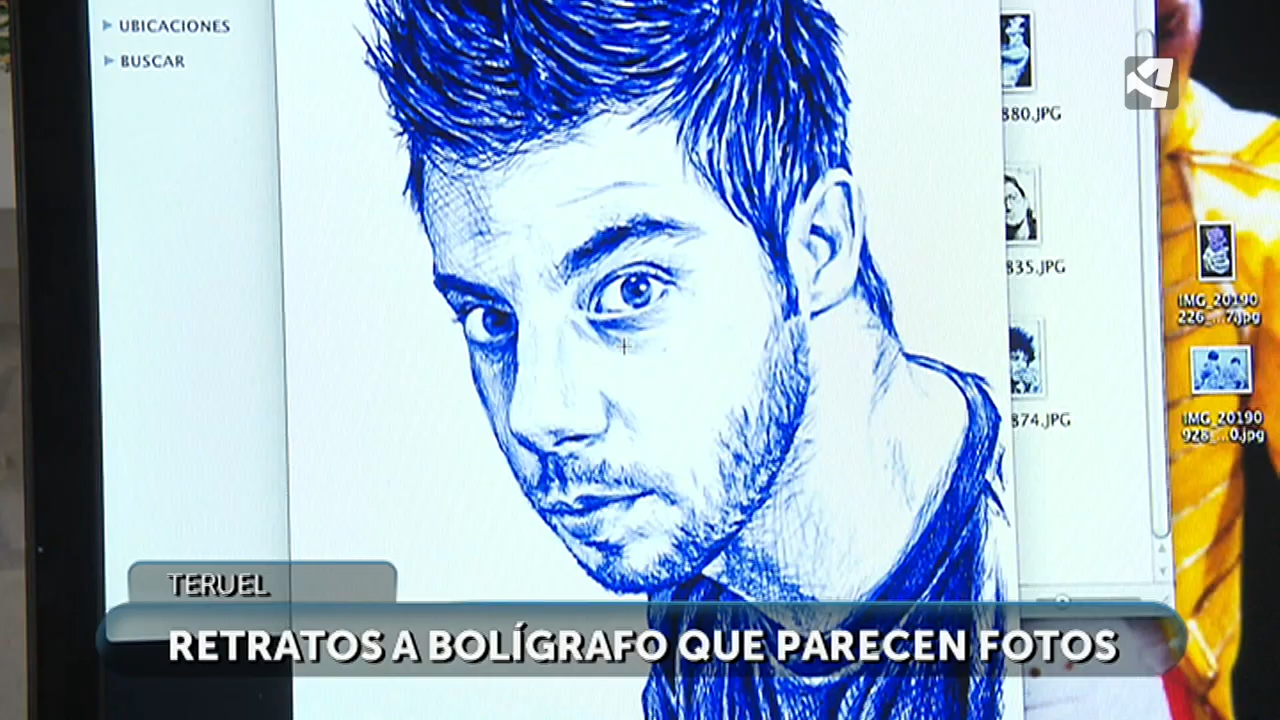 UBICACIONES
BUSCAR
880.JPG
835.JPG
874.JPG
IMG_20190
226_...7.jpg
IMG_20190
928_...0.jpg
TERUEL
RETRATOS A BOLÍGRAFO QUE PARECEN FOTOS